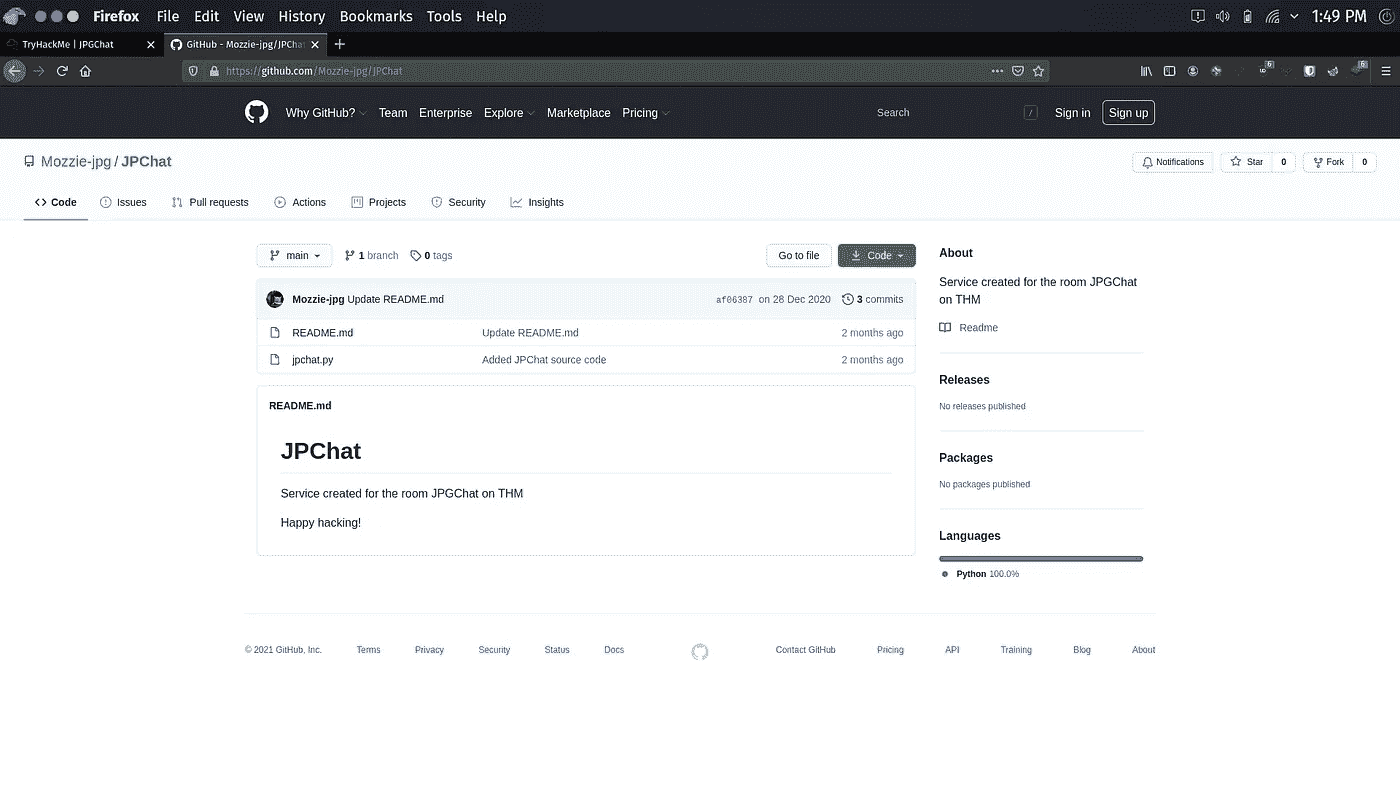 Firefox File Edit View History Bookmarks Tools Help 1:49 PM
TryHackMe | JPGChat GitHub - Mozzie-jpg/JPChat
https://github.com/Mozzie-jpg/JPChat 6 6
Why GitHub? Team Enterprise Explore Marketplace Pricing Search / Sign in Sign up
Mozzie-jpg / JPChat Notifications Star 0 Fork 0
Code Issues Pull requests Actions Projects Security Insights
main 1 branch 0 tags Go to file Code
Mozzie-jpg Update README.md af06387 on 28 Dec 2020 3 commits
README.md Update README.md 2 months ago
jpchat.py Added JPChat source code 2 months ago
README.md
JPChat
Service created for the room JPGChat on THM
Happy hacking!
About
Service created for the room JPGChat
on THM
Readme
Releases
No releases published
Packages
No packages published
Languages
Python 100.0%
© 2021 GitHub, Inc. Terms Privacy Security Status Docs Contact GitHub Pricing API Training Blog About